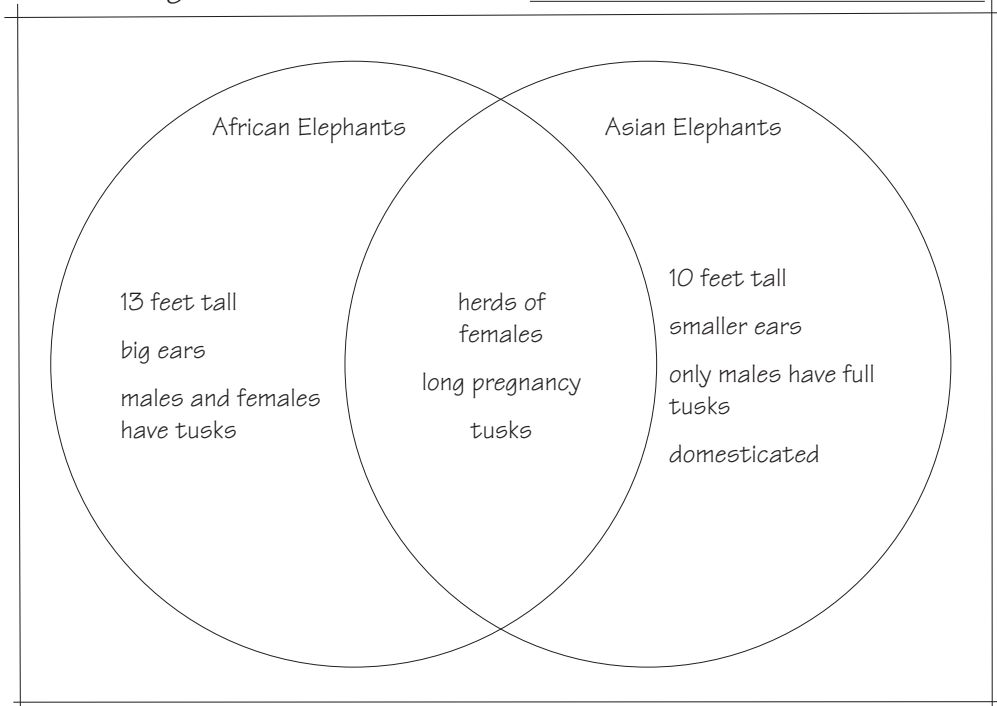 African Elephants
13 feet tall
big ears
males and females
have tusks
herds of
females
long pregnancy
tusks
Asian Elephants
10 feet tall
smaller ears
only males have full
tusks
domesticated